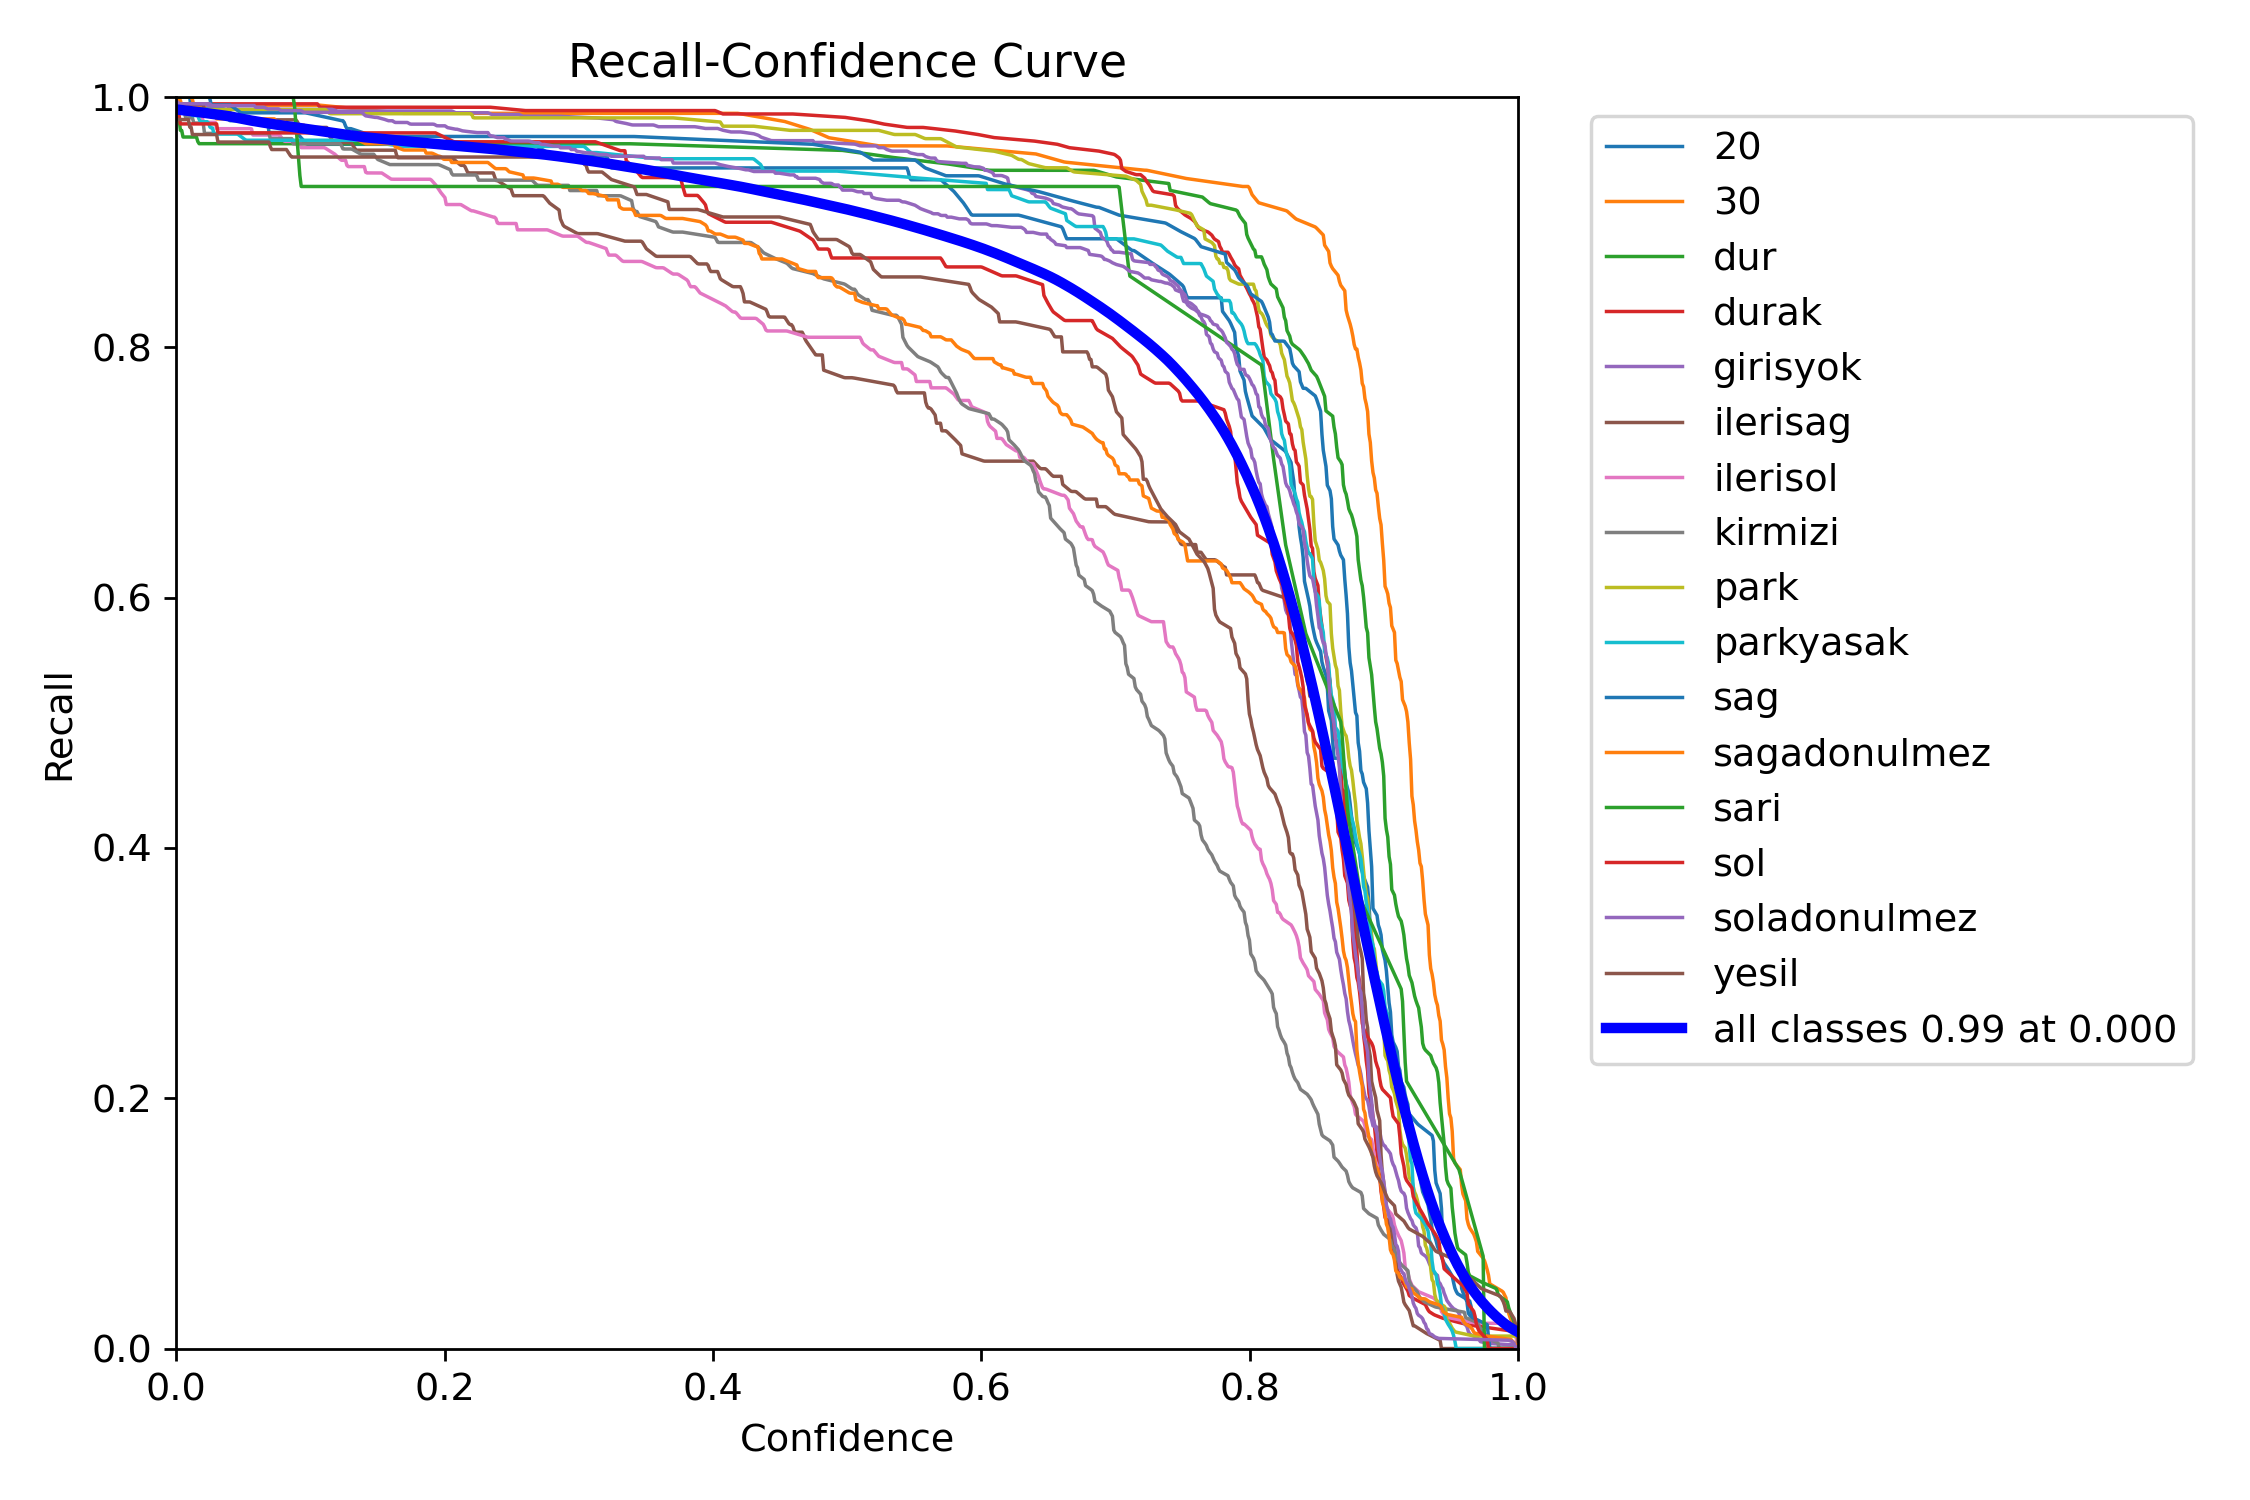 Recall-Confidence Curve
1.0
0.8
0.6
0.4
0.2
0.0
Recall
0.0 0.2 0.4 0.6 0.8 1.0
Confidence
20
30
dur
durak
girisyok
ilerisag
ilerisol
kirmizi
park
parkyasak
sag
sagadonulmez
sari
sol
soladonulmez
yesil
all classes 0.99 at 0.000